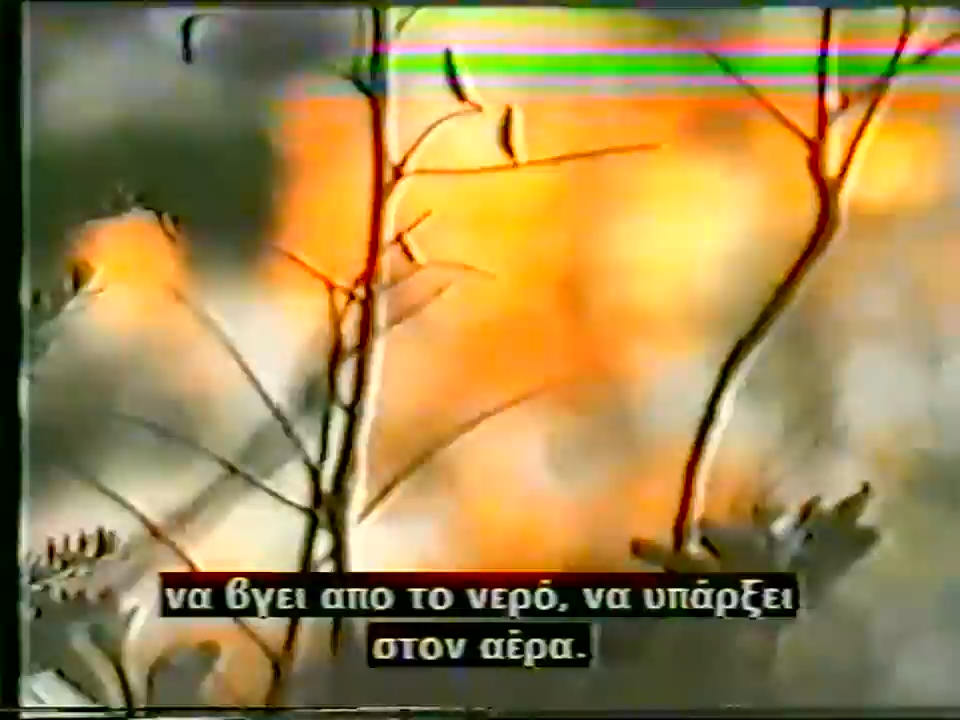 να βγει απο το νερό, να υπάρξει
στον αέρα.